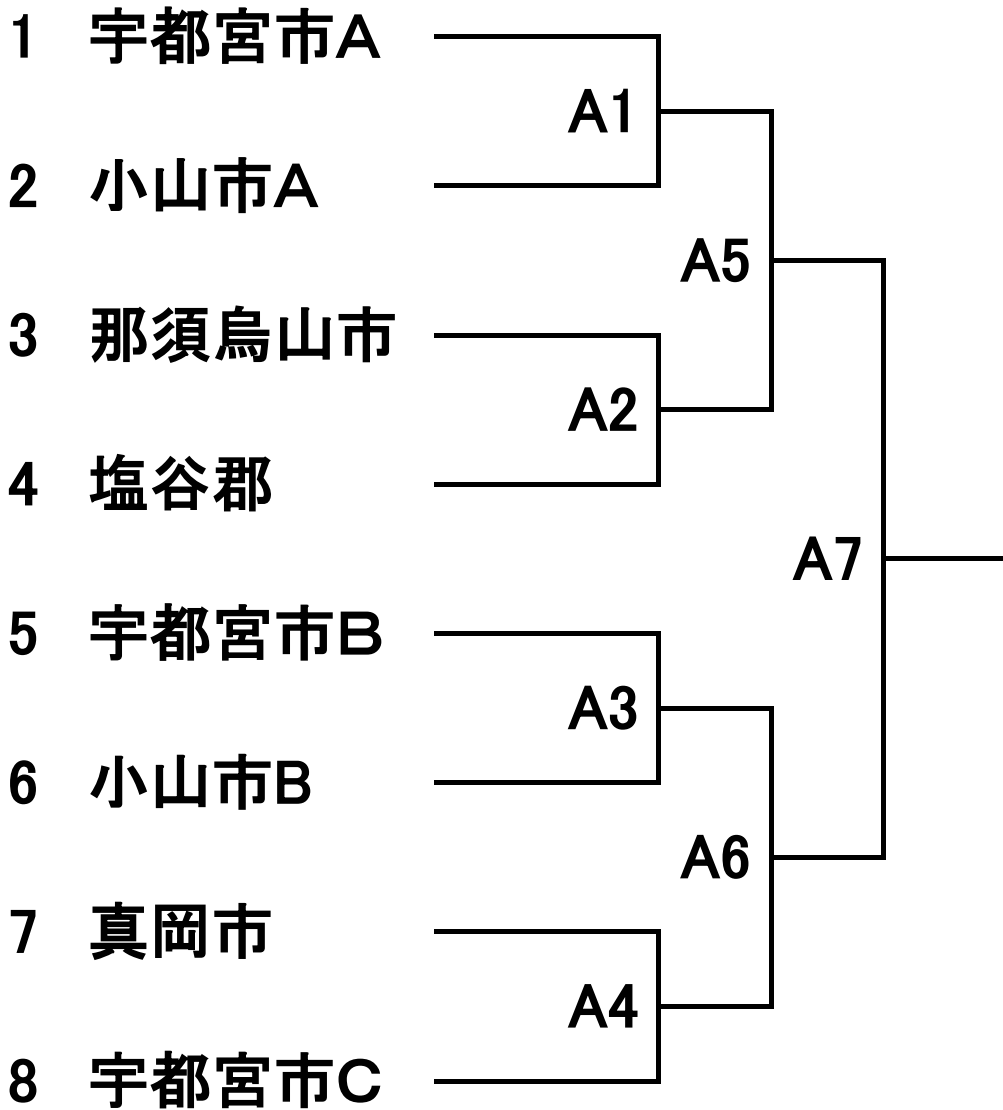 1 宇都宮市A
A1
2 小山市A
A5
3 那須烏山市
A2
4 塩谷郡
A7
5 宇都宮市B
A3
6 小山市B
A6
7 真岡市
A4
8 宇都宮市C